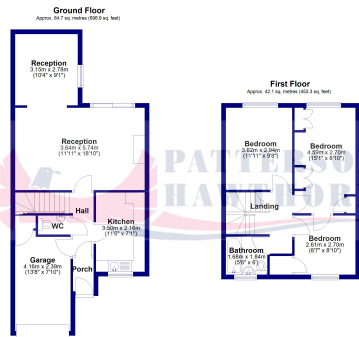 Ground Floor
Approx. 64.7 sq. metres (696.9 sq. feet)
Reception
3.15m x 2.78m
(10'4" x 9'1")
Reception
3.64m x 5.74m
(11'11" x 18'10")
Hall
WC
Kitchen
3.50m x 2.16m
(11'6" x 7'1")
Garage
4.16m x 2.39m
(13'8" x 7'10")
Porch
First Floor
Approx. 42.1 sq. metres (453.3 sq. feet)
Bedroom
3.62m x 2.94m
(11'11" x 9'8")
Bedroom
4.59m x 2.70m
(15'1" x 8'10")
Landing
Bedroom
2.61m x 2.70m
(8'7" x 8'10")
Bathroom
1.68m x 1.84m
(5'6" x 6')
PATTERSON
HAWTHORN